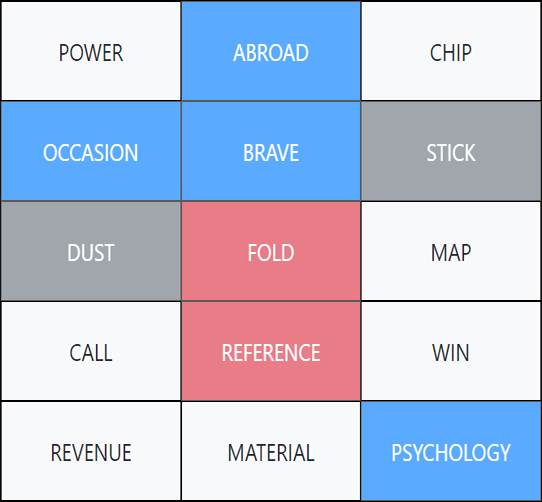 POWER ABROAD CHIP
OCCASION BRAVE STICK
DUST FOLD MAP
CALL REFERENCE WIN
REVENUE MATERIAL PSYCHOLOGY